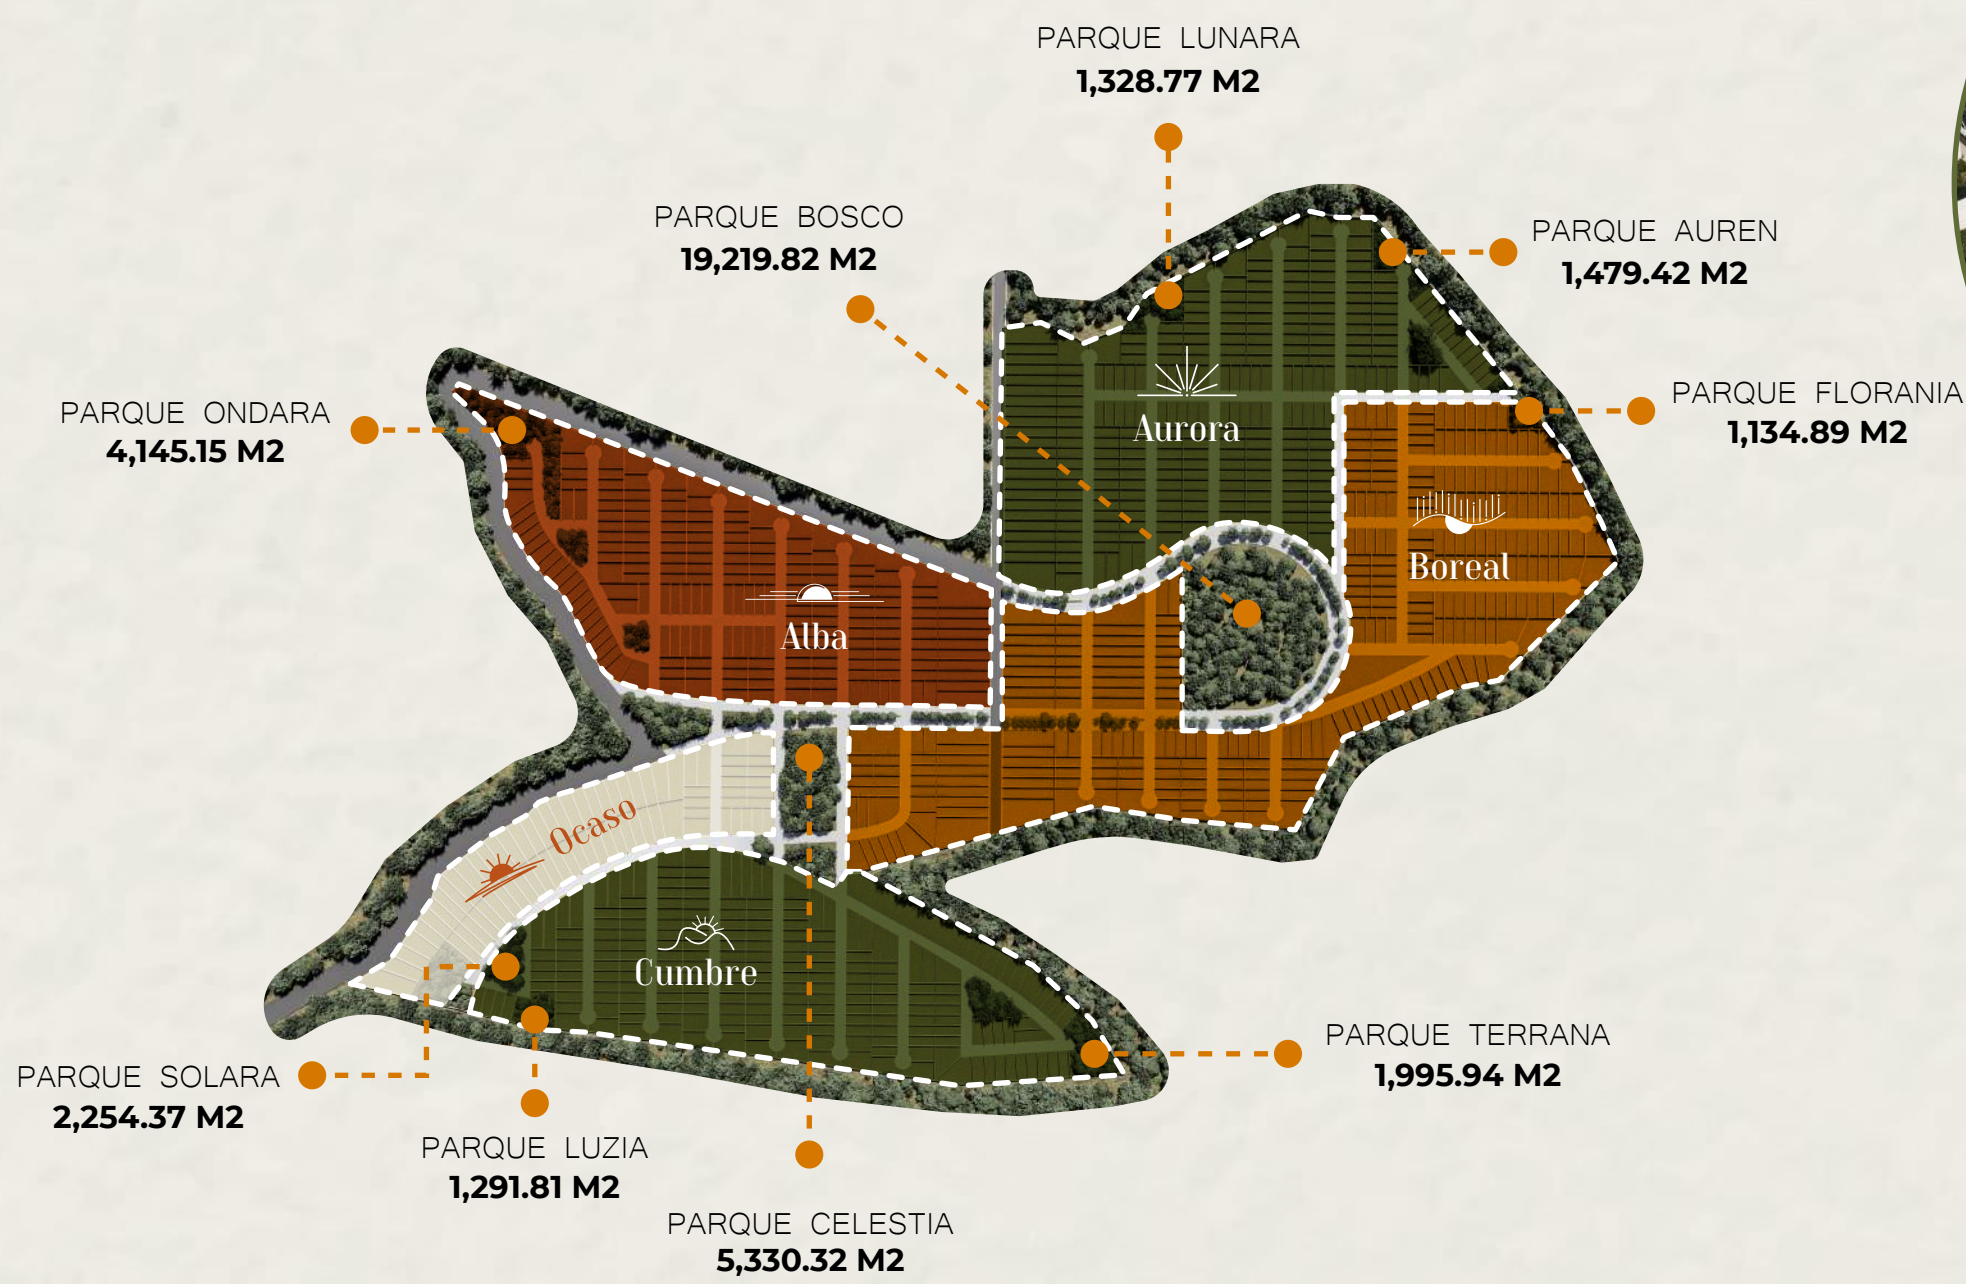 PARQUE LUNARA
1,328.77 M2
PARQUE BOSCO
19,219.82 M2
PARQUE AUREN
1,479.42 M2
PARQUE ONDARA
4,145.15 M2
PARQUE FLORANIA
1,134.89 M2
Aurora
Boreal
Alba
Ocaso
Cumbre
PARQUE TERRANA
1,995.94 M2
PARQUE SOLARA
2,254.37 M2
PARQUE LUZIA
1,291.81 M2
PARQUE CELESTIA
5,330.32 M2